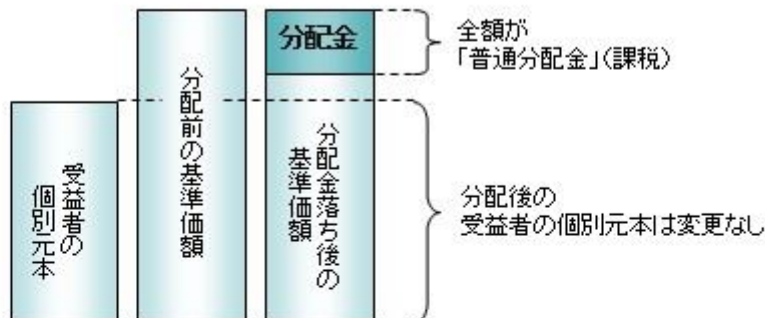 受益者の
個別元本
分配前の基準価額
分配金
分配金落ち後の
基準価額
全額が
「普通分配金」(課税)
分配後の
受益者の個別元本は変更なし